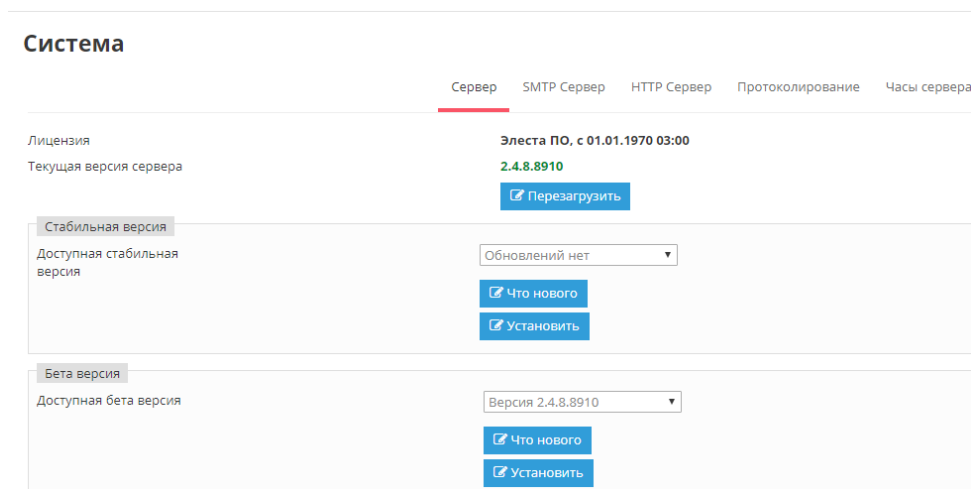 Система
Сервер SMTP Сервер HTTP Сервер Протоколирование Часы сервера
Лицензия Элеста ПО, с 01.01.1970 03:00
Текущая версия сервера 2.4.8.8910
Перезагрузить
Стабильная версия
Доступная стабильная версия Обновлений нет
Что нового
Установить
Бета версия
Доступная бета версия Версия 2.4.8.8910
Что нового
Установить